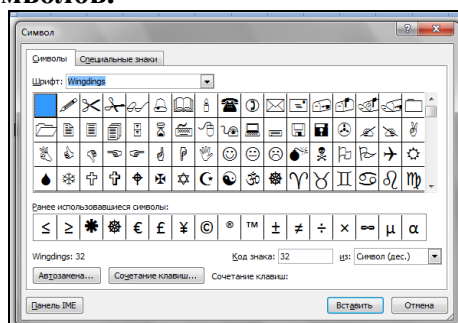 мволов.
Символ
Символы Специальные знаки
Шрифт: Wingdings
Ранее использовавшиеся символы:
≤ ≥ ✱ ☸ € £ ¥ © ® ™ ± ≠ ÷ × ∞ µ α
Wingdings: 32 Код знака: 32 из: Символ (дес.)
Автозамена... Сочетание клавиш... Сочетание клавиш:
Панель IME Вставить Отмена